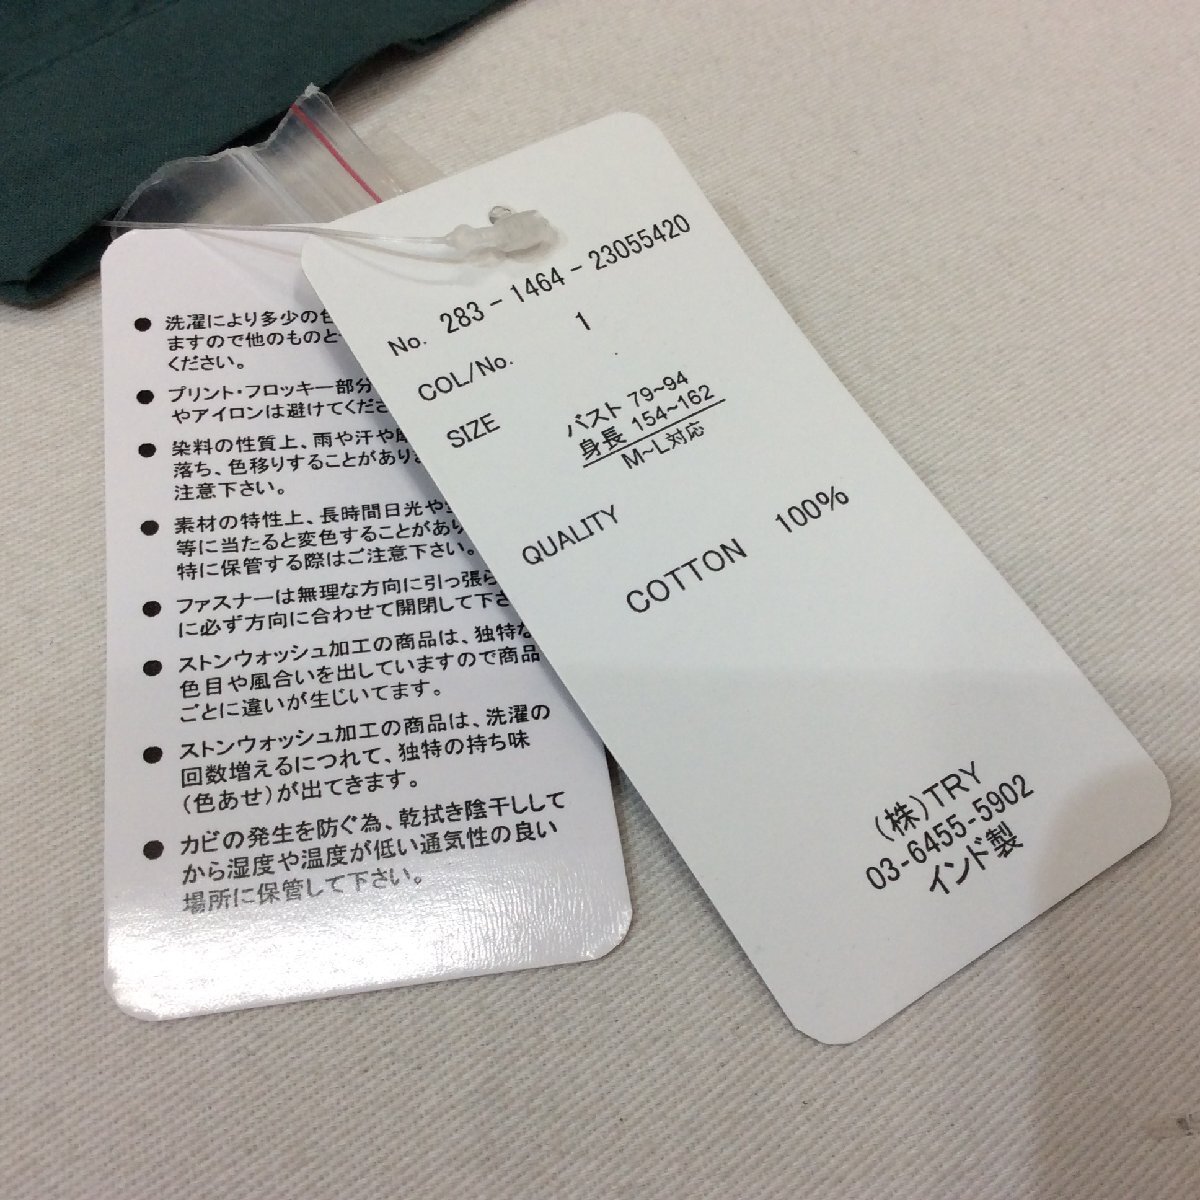 ● 洗濯により多少の
ますので他のものと
ください。
● プリント・フロッキー部分
やアイロンは避けてくださ
● 染料の性質上、雨や汗や
落ち、色移りすることがあり
注意下さい。
● 素材の特性上、長時間日光や
等に当たると変色することがあり
特に保管する際はご注意下さい。
● ファスナーは無理な方向に引っ張ら
に必ず方向に合わせて開閉して下さ
● ストンウォッシュ加工の商品は、独特な
色目や風合いを出していますので商品
ごとに違いが生じいてます。
● ストンウォッシュ加工の商品は、洗濯の
回数増えるにつれて、独特の持ち味
(色あせ)が出てきます。
● カビの発生を防ぐ為、乾拭き陰干しして
から湿度や温度が低い通気性の良い
場所に保管して下さい。
No. 283-1464-23055420
COL/No. 1
SIZE バスト 79~94
身長 154~162
M~L対応
QUALITY
COTTON 100%
(株)TRY
03-6455-5902
インド製